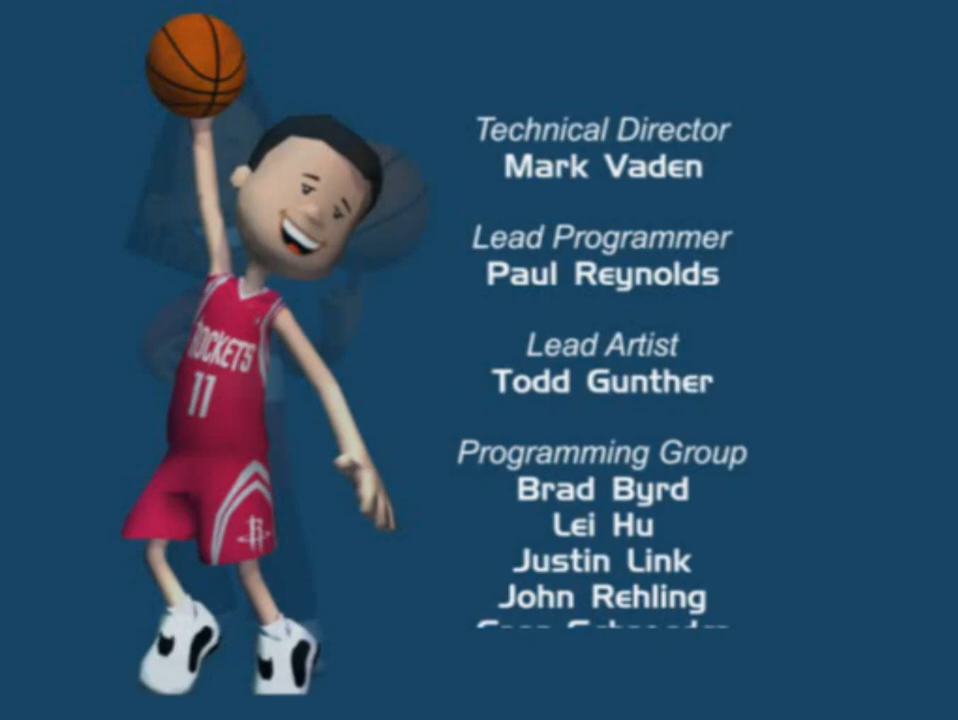 Technical Director
Mark Vaden
Lead Programmer
Paul Reynolds
Lead Artist
Todd Gunther
Programming Group
Brad Byrd
Lei Hu
Justin Link
John Rehling
ROCKETS
11